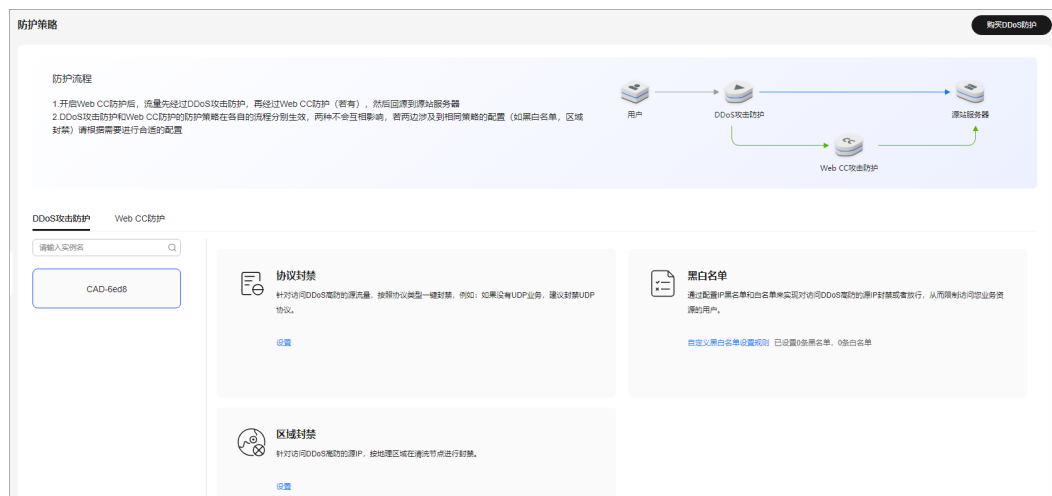 防护策略
购买DDoS防护
防护流程
1.开启Web CC防护后，流量先经过DDoS攻击防护，再经过Web CC防护（若有），然后回源到源站服务器
2.DDoS攻击防护和Web CC防护的防护策略在各自的流程分别生效，两种不会互相影响，若两边涉及到相同策略的配置（如黑白名单，区域
封禁）请根据需要进行合适的配置
用户
DDoS攻击防护
源站服务器
Web CC攻击防护
DDoS攻击防护
Web CC防护
请输入实例名
CAD-6ed8
协议封禁
针对访问DDoS高防的源流量，按照协议类型一键封禁，例如：如果没有UDP业务，建议封禁UDP
协议。
设置
黑白名单
通过配置IP黑名单和白名单来实现对访问DDoS高防的源IP封禁或者放行，从而限制访问您业务资
源的用户。
自定义黑白名单设置规则 已设置0条黑名单，0条白名单
区域封禁
针对访问DDoS高防的源IP，按地理区域在清洗节点进行封禁。
设置